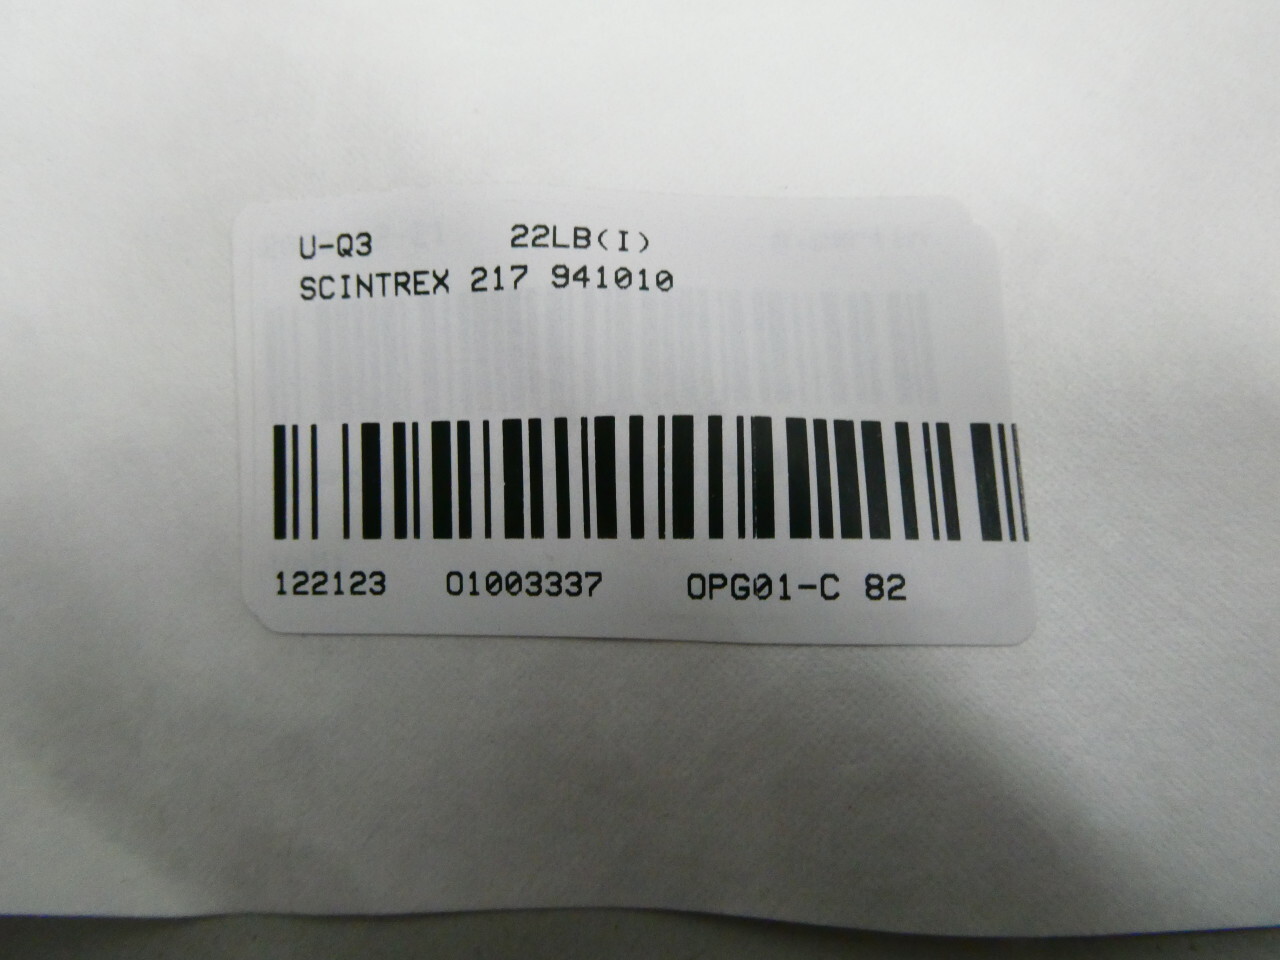 U-Q3 22LB(I)
SCINTREX 217 941010
122123 01003337 OPG01-C 82